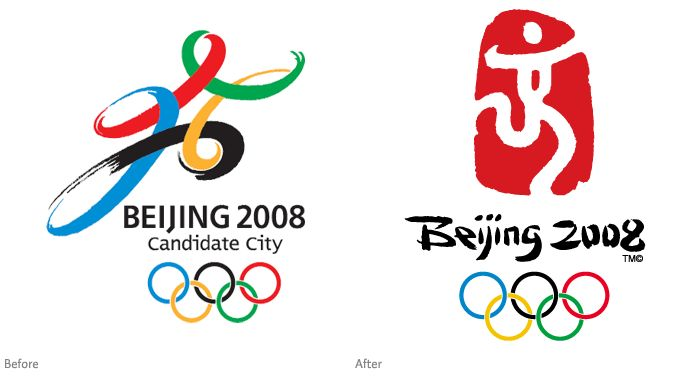 BEIJING 2008
Candidate City
Beijing 2008
TM©
Before
After